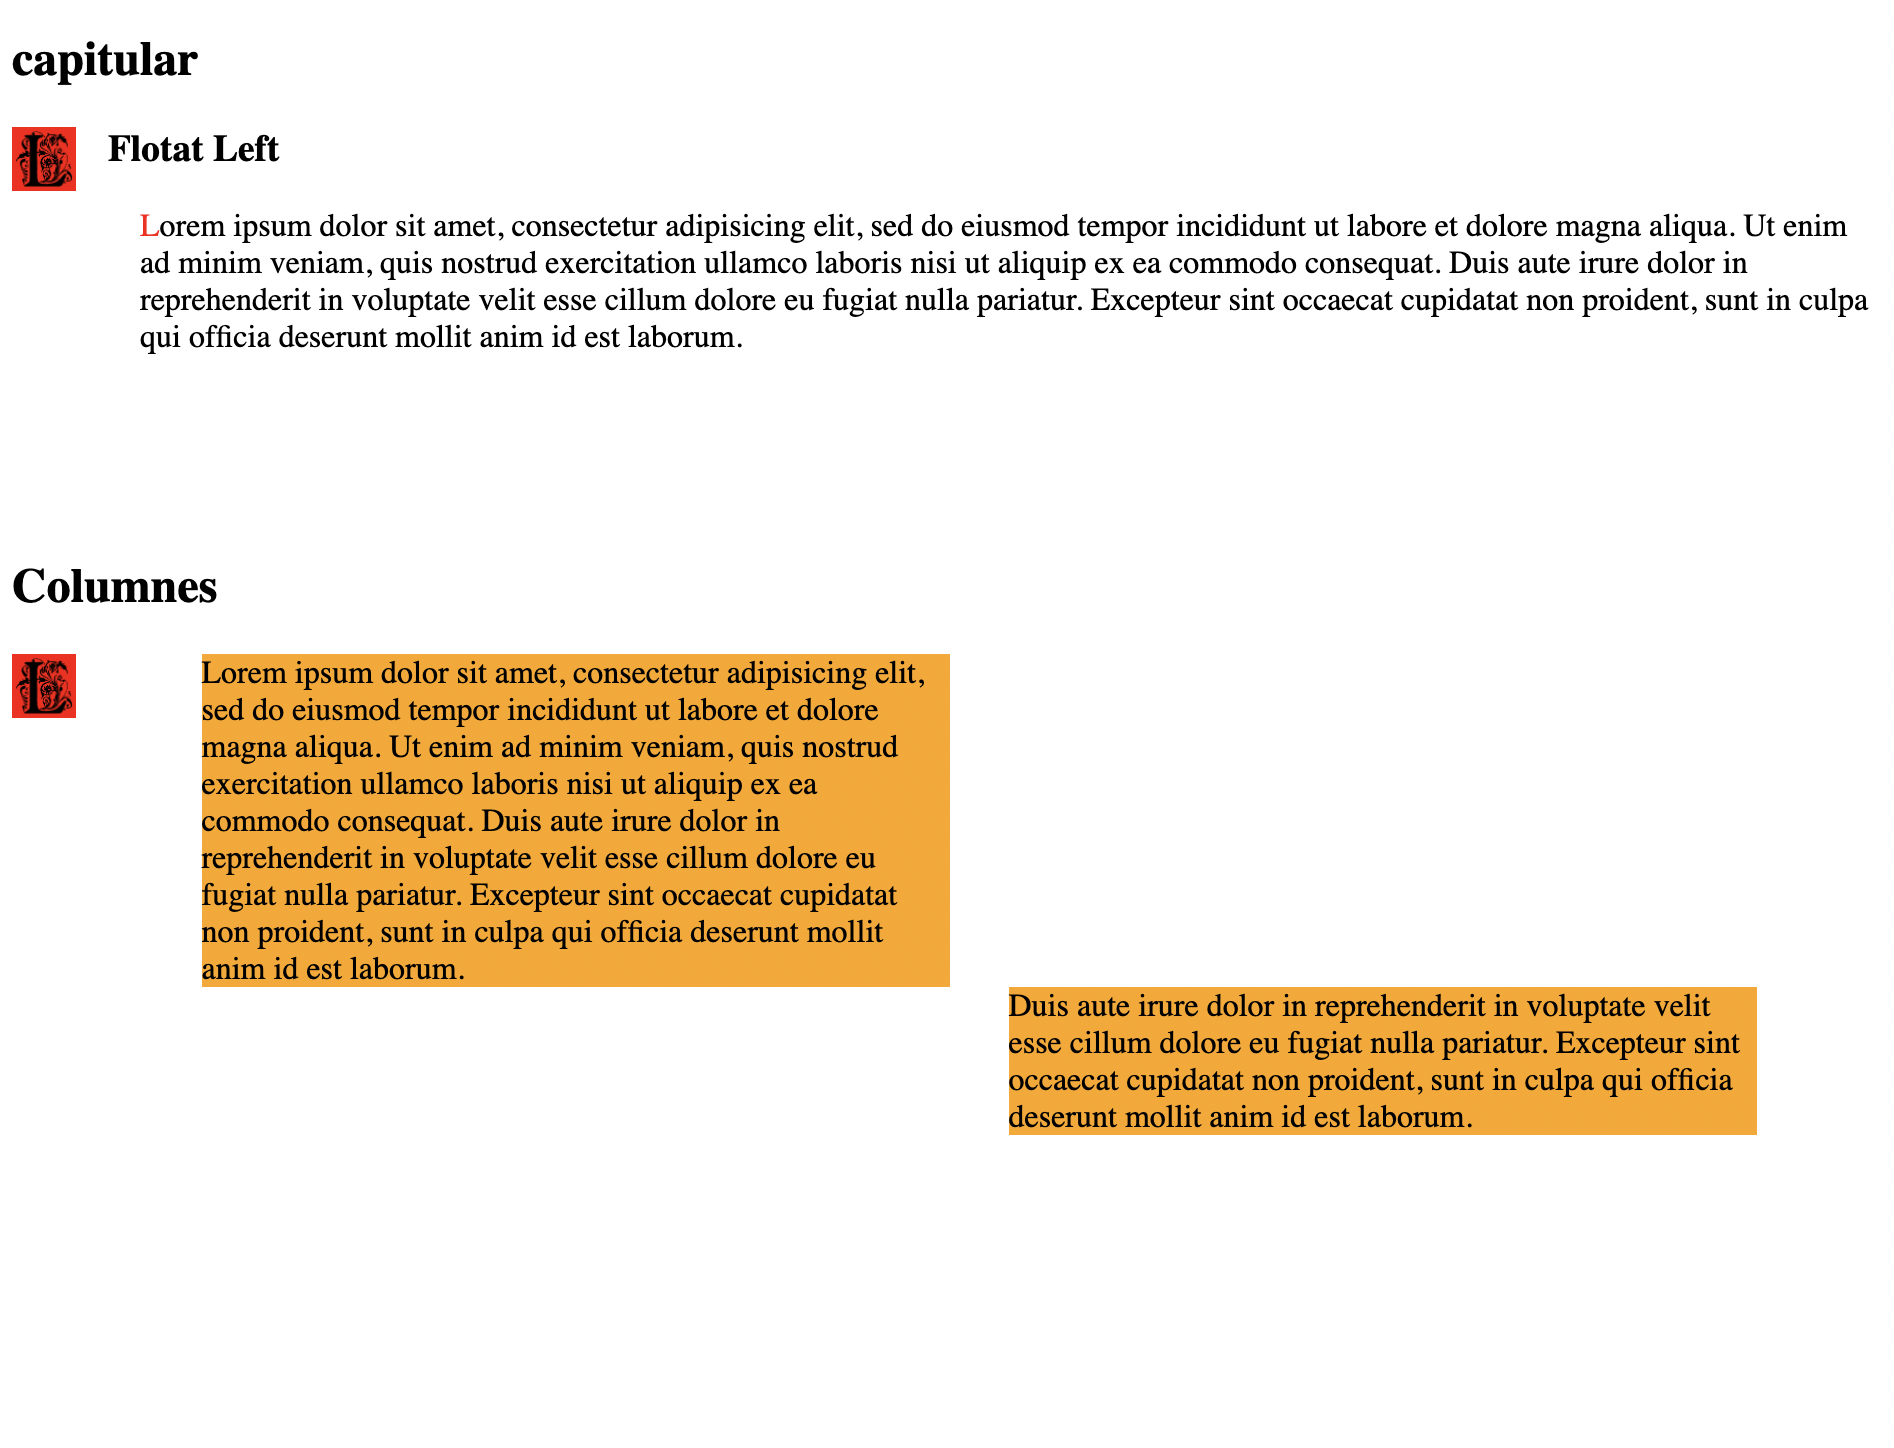 capitular
L
Flotat Left
Lorem ipsum dolor sit amet, consectetur adipisicing elit, sed do eiusmod tempor incididunt ut labore et dolore magna aliqua. Ut enim
ad minim veniam, quis nostrud exercitation ullamco laboris nisi ut aliquip ex ea commodo consequat. Duis aute irure dolor in
reprehenderit in voluptate velit esse cillum dolore eu fugiat nulla pariatur. Excepteur sint occaecat cupidatat non proident, sunt in culpa
qui officia deserunt mollit anim id est laborum.
Columnes
L
Lorem ipsum dolor sit amet, consectetur adipisicing elit,
sed do eiusmod tempor incididunt ut labore et dolore
magna aliqua. Ut enim ad minim veniam, quis nostrud
exercitation ullamco laboris nisi ut aliquip ex ea
commodo consequat. Duis aute irure dolor in
reprehenderit in voluptate velit esse cillum dolore eu
fugiat nulla pariatur. Excepteur sint occaecat cupidatat
non proident, sunt in culpa qui officia deserunt mollit
anim id est laborum.
Duis aute irure dolor in reprehenderit in voluptate velit
esse cillum dolore eu fugiat nulla pariatur. Excepteur sint
occaecat cupidatat non proident, sunt in culpa qui officia
deserunt mollit anim id est laborum.